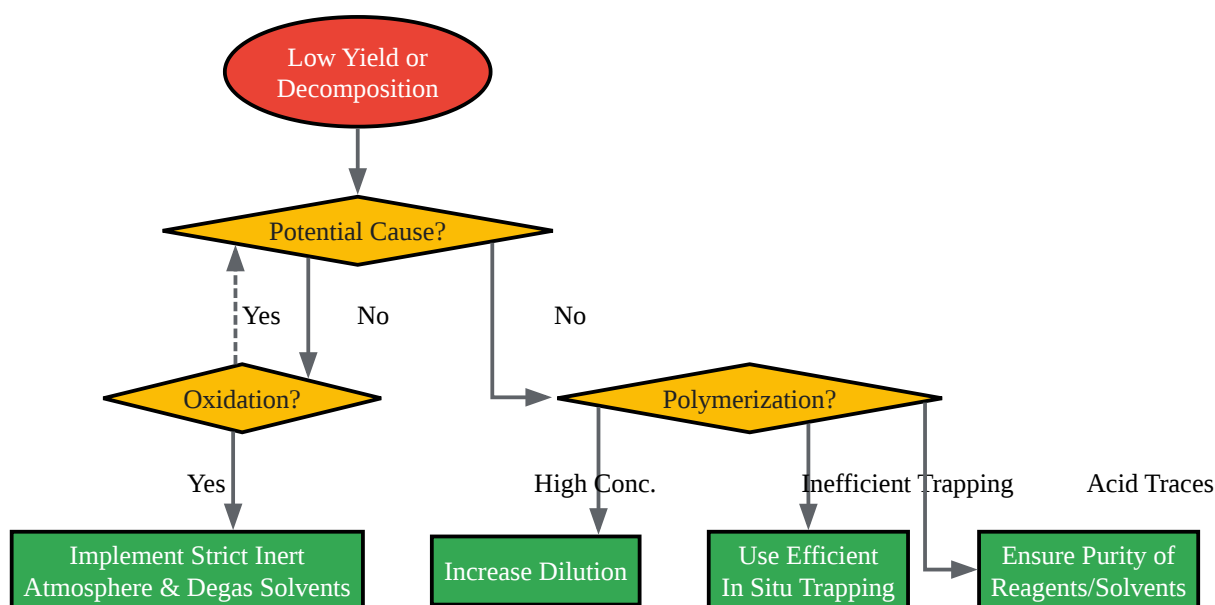 Low Yield or
Decomposition
Potential Cause?
Yes
No
No
Oxidation?
Polymerization?
Yes
High Conc.
Inefficient Trapping
Acid Traces
Implement Strict Inert
Atmosphere & Degas Solvents
Increase Dilution
Use Efficient
In Situ Trapping
Ensure Purity of
Reagents/Solvents